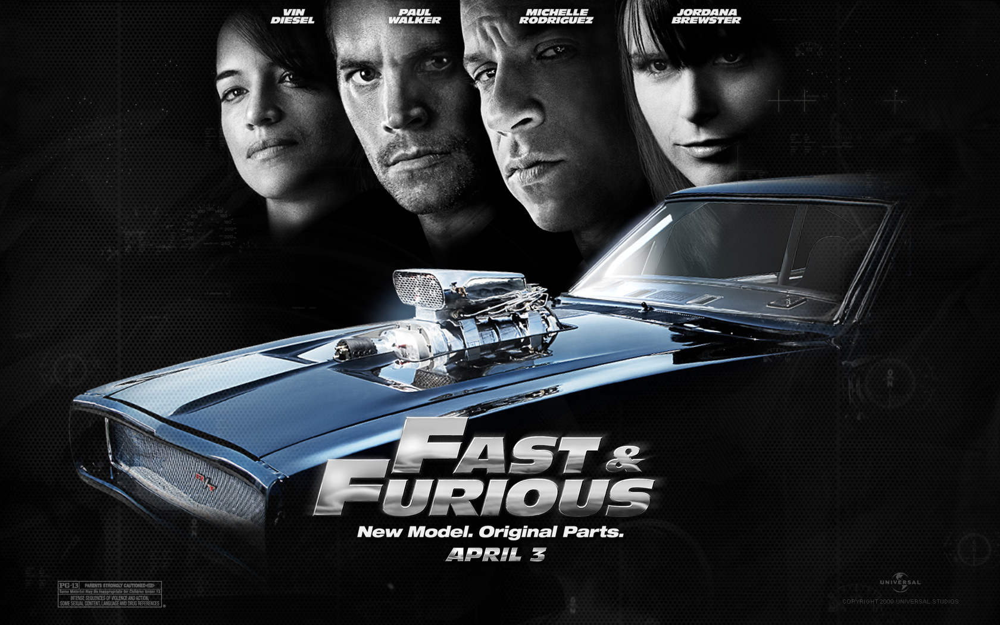 VIN
DIESEL
PAUL
WALKER
MICHELLE
RODRIGUEZ
JORDANA
BREWSTER
R/T
FAST &
FURIOUS
New Model. Original Parts.
APRIL 3
PG-13 PARENTS STRONGLY CAUTIONED
Some Material May Be Inappropriate for Children Under 13
INTENSE SEQUENCES OF VIOLENCE AND ACTION,
SOME SEXUAL CONTENT, LANGUAGE AND DRUG REFERENCES
UNIVERSAL
COPYRIGHT 2009 UNIVERSAL STUDIOS